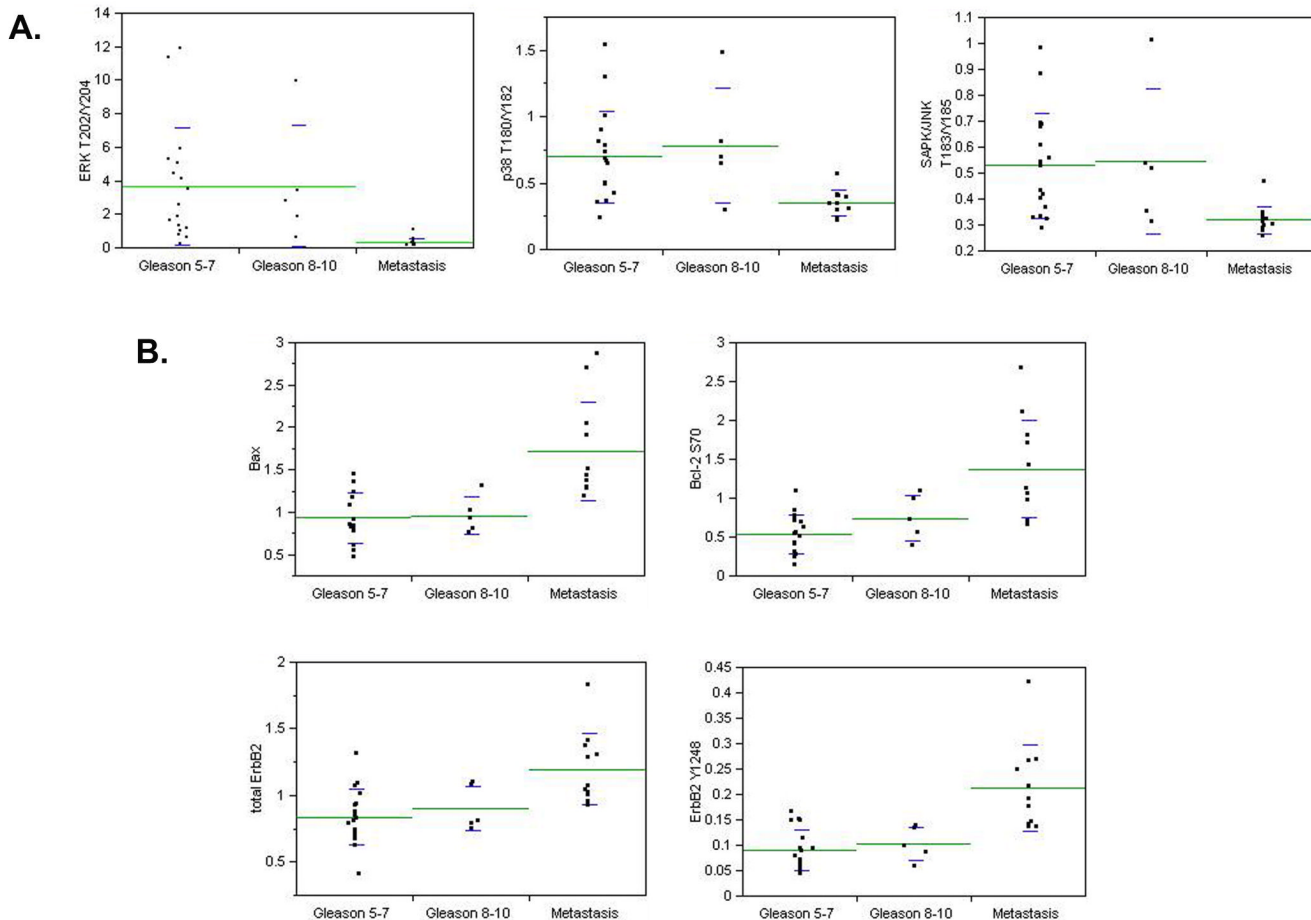 A.
ERK T202/Y204
14
12
10
8
6
4
2
0
Gleason 5-7 Gleason 8-10 Metastasis
p38 T180/Y182
1.5
1
0.5
0
Gleason 5-7 Gleason 8-10 Metastasis
SAPK/JNK
T183/Y185
1.1
1
0.9
0.8
0.7
0.6
0.5
0.4
0.3
0.2
Gleason 5-7 Gleason 8-10 Metastasis
B.
Bax
3
2.5
2
1.5
1
0.5
Gleason 5-7 Gleason 8-10 Metastasis
Bcl-2 S70
3
2.5
2
1.5
1
0.5
0
Gleason 5-7 Gleason 8-10 Metastasis
total ErbB2
2
1.5
1
0.5
Gleason 5-7 Gleason 8-10 Metastasis
ErbB2 Y1248
0.45
0.4
0.35
0.3
0.25
0.2
0.15
0.1
0.05
0
Gleason 5-7 Gleason 8-10 Metastasis